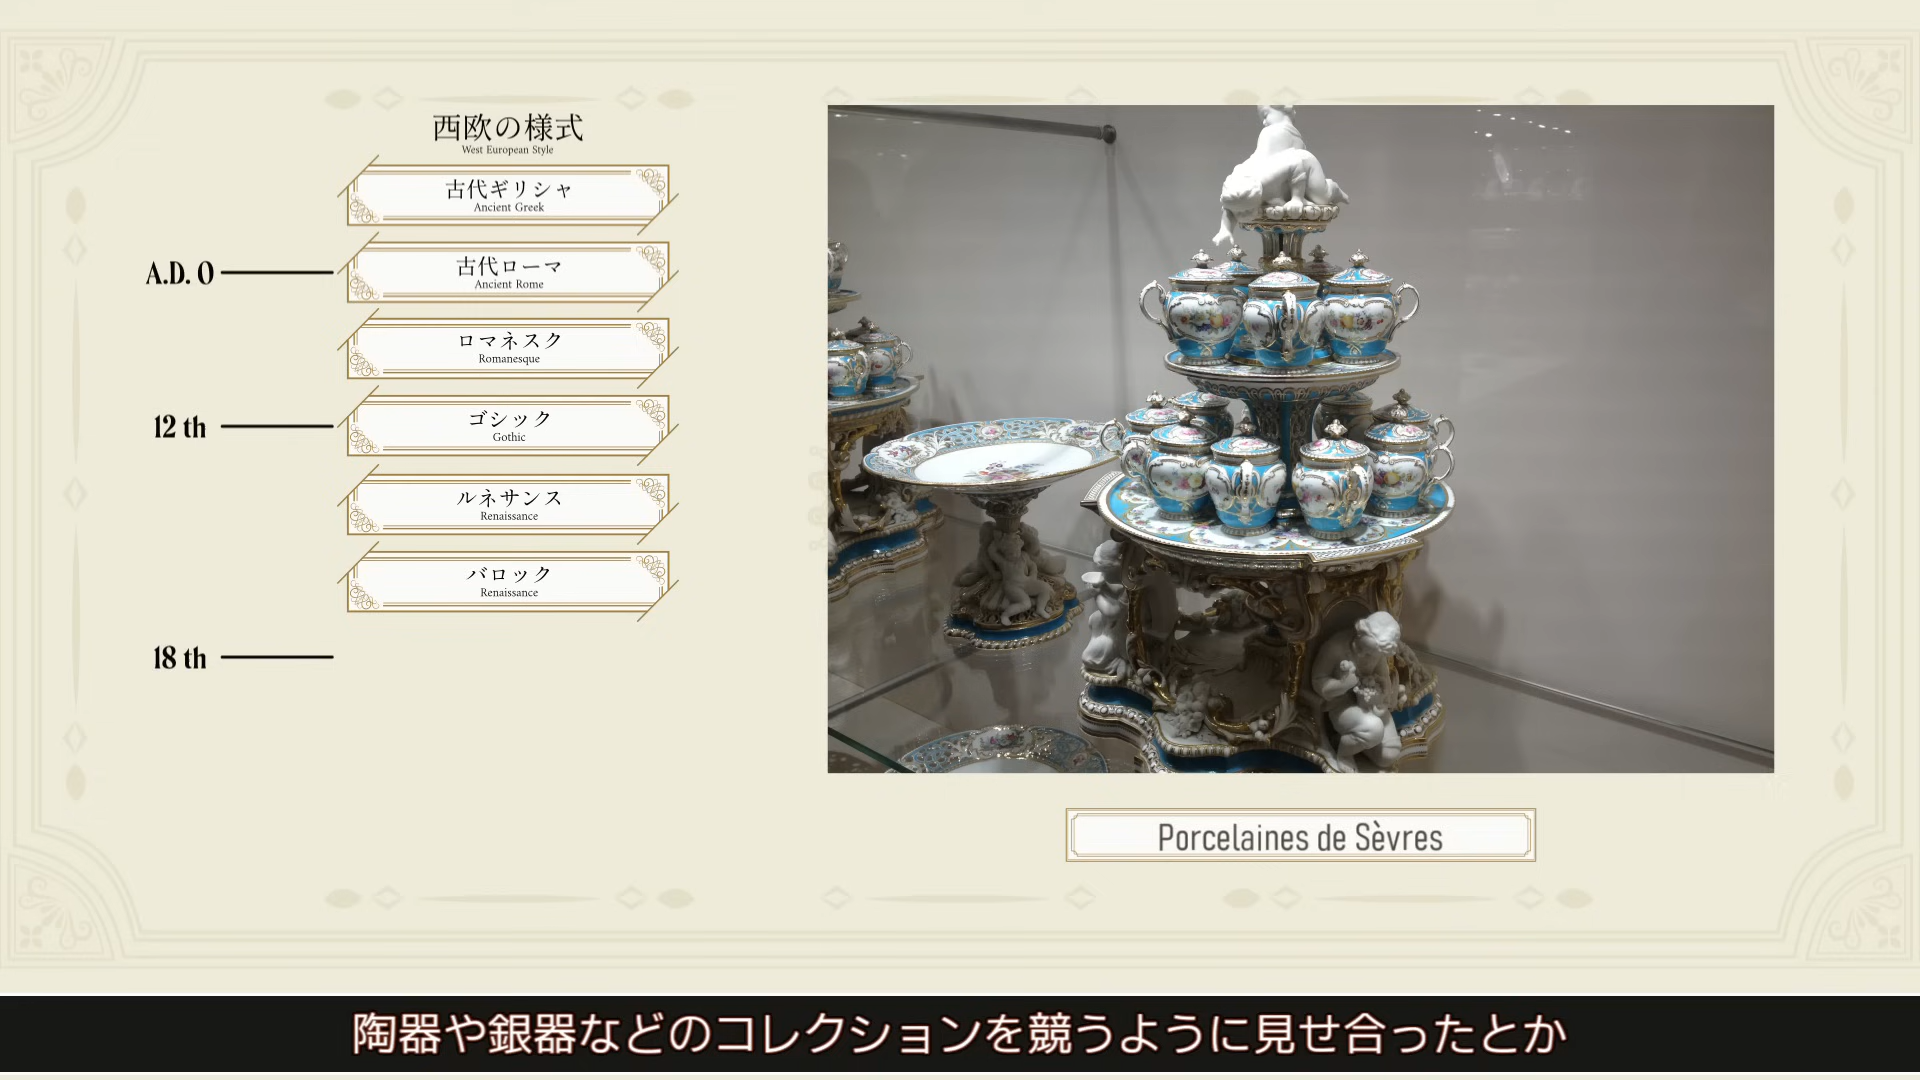 西欧の様式
West European Style
古代ギリシャ
Ancient Greek
A.D. 0
古代ローマ
Ancient Rome
ロマネスク
Romanesque
12 th
ゴシック
Gothic
ルネサンス
Renaissance
バロック
Renaissance
18 th
Porcelaines de Sèvres
陶器や銀器などのコレクションを競うように見せ合ったとか